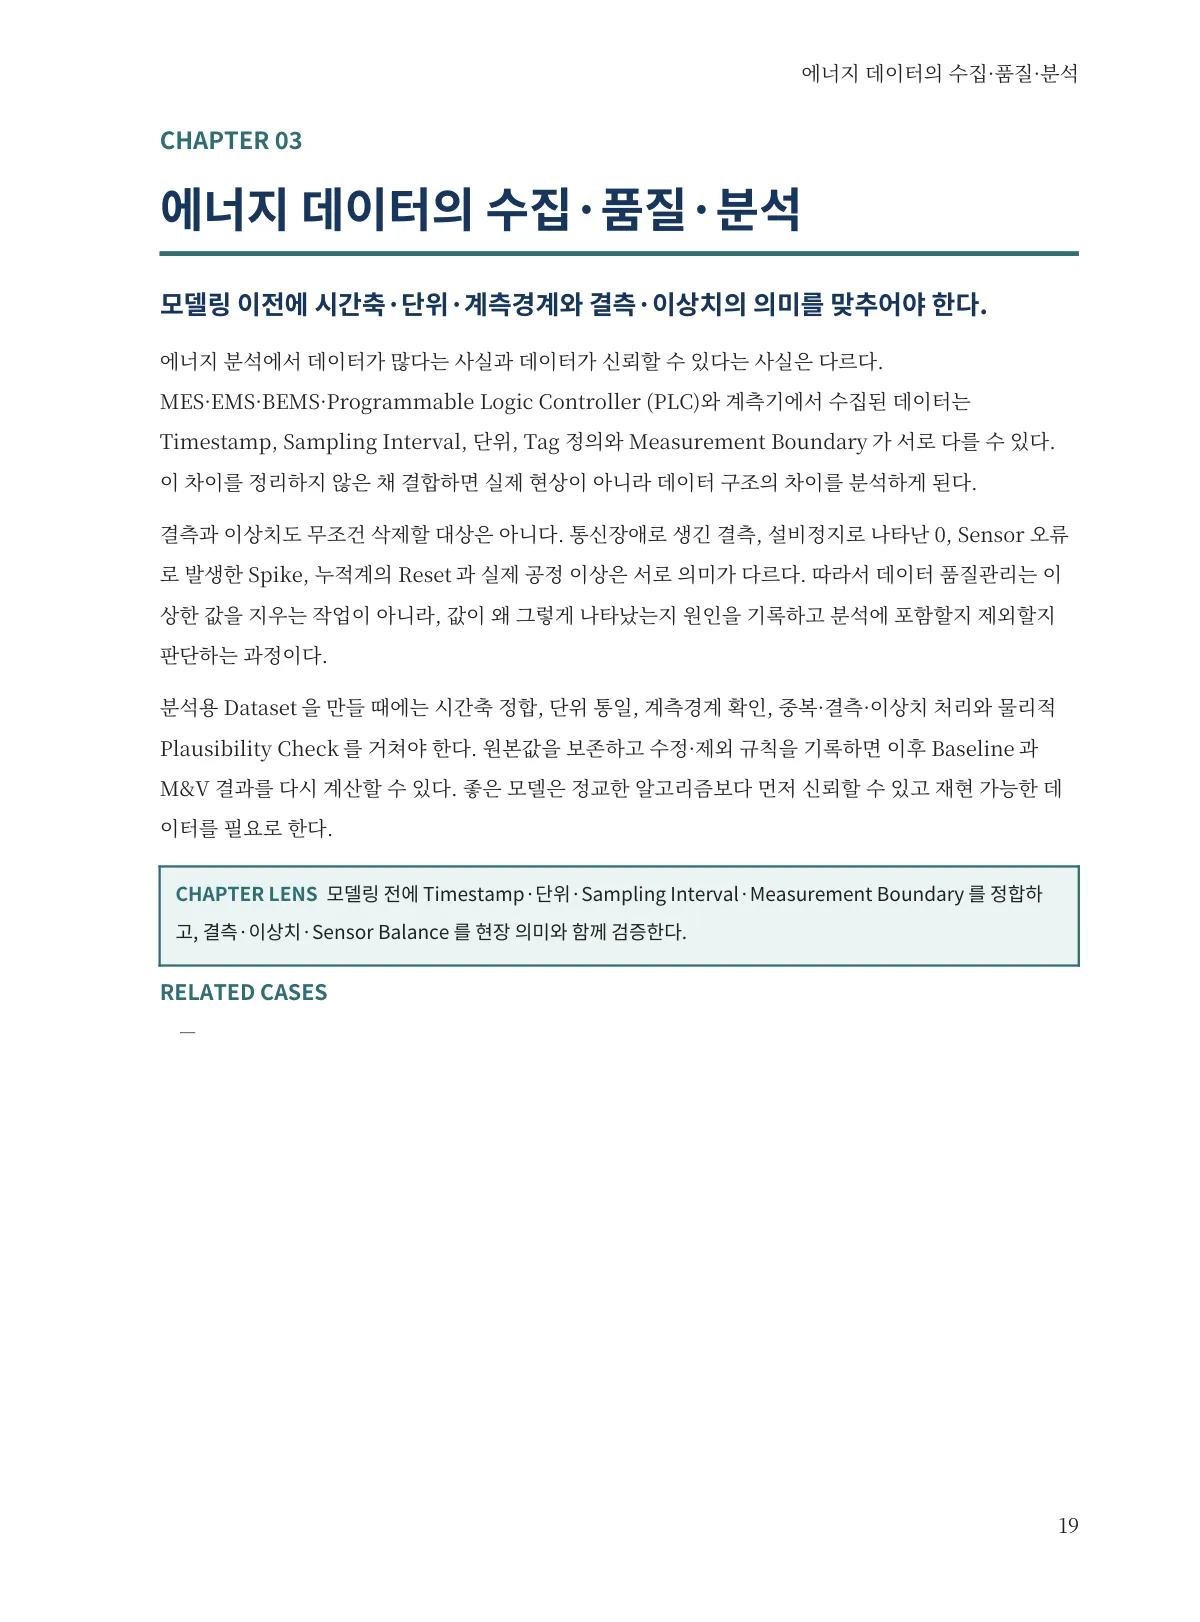 에너지 데이터의 수집·품질·분석
CHAPTER 03
에너지 데이터의 수집·품질·분석
모델링 이전에 시간축·단위·계측경계와 결측·이상치의 의미를 맞추어야 한다.
에너지 분석에서 데이터가 많다는 사실과 데이터가 신뢰할 수 있다는 사실은 다르다.
MES·EMS·BEMS·Programmable Logic Controller (PLC)와 계측기에서 수집된 데이터는
Timestamp, Sampling Interval, 단위, Tag 정의와 Measurement Boundary 가 서로 다를 수 있다.
이 차이를 정리하지 않은 채 결합하면 실제 현상이 아니라 데이터 구조의 차이를 분석하게 된다.
결측과 이상치도 무조건 삭제할 대상은 아니다. 통신장애로 생긴 결측, 설비정지로 나타난 0, Sensor 오류
로 발생한 Spike, 누적계의 Reset 과 실제 공정 이상은 서로 의미가 다르다. 따라서 데이터 품질관리는 이
상한 값을 지우는 작업이 아니라, 값이 왜 그렇게 나타났는지 원인을 기록하고 분석에 포함할지 제외할지
판단하는 과정이다.
분석용 Dataset 을 만들 때에는 시간축 정합, 단위 통일, 계측경계 확인, 중복·결측·이상치 처리와 물리적
Plausibility Check 를 거쳐야 한다. 원본값을 보존하고 수정·제외 규칙을 기록하면 이후 Baseline 과
M&V 결과를 다시 계산할 수 있다. 좋은 모델은 정교한 알고리즘보다 먼저 신뢰할 수 있고 재현 가능한 데
이터를 필요로 한다.
CHAPTER LENS 모델링 전에 Timestamp·단위·Sampling Interval·Measurement Boundary 를 정합하
고, 결측·이상치·Sensor Balance 를 현장 의미와 함께 검증한다.
RELATED CASES
—
19